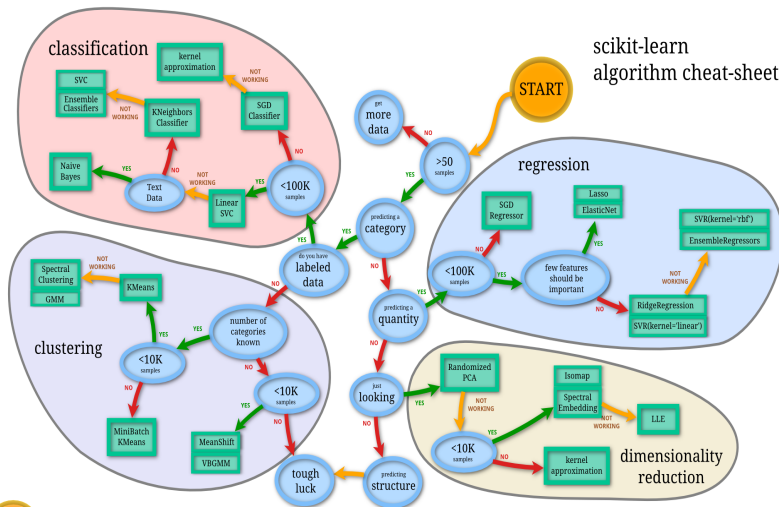 scikit-learn
algorithm cheat-sheet
classification
kernel
approximation
NOT
WORKING
SVC
Ensemble
Classifiers
NOT
WORKING
KNeighbors
Classifier
SGD
Classifier
NO
Naive
Bayes
YES
Text
Data
NO
NOT
WORKING
Linear
SVC
YES
<100K
samples
YES
START
get
more
data
NO
>50
samples
YES
predicting a
category
YES
NO
do you have
labeled
data
NO
predicting a
quantity
YES
NO
just
looking
YES
NO
predicting
structure
tough
luck
regression
SGD
Regressor
NO
<100K
samples
YES
Lasso
ElasticNet
YES
few features
should be
important
NO
SVR(kernel='rbf')
EnsembleRegressors
NOT
WORKING
RidgeRegression
SVR(kernel='linear')
clustering
Spectral
Clustering
GMM
NOT
WORKING
KMeans
YES
number of
categories
known
YES
NO
<10K
samples
NO
MiniBatch
KMeans
<10K
samples
YES
NO
MeanShift
VBGMM
dimensionality
reduction
Randomized
PCA
NOT
WORKING
<10K
samples
YES
NO
Isomap
Spectral
Embedding
NOT
WORKING
LLE
kernel
approximation